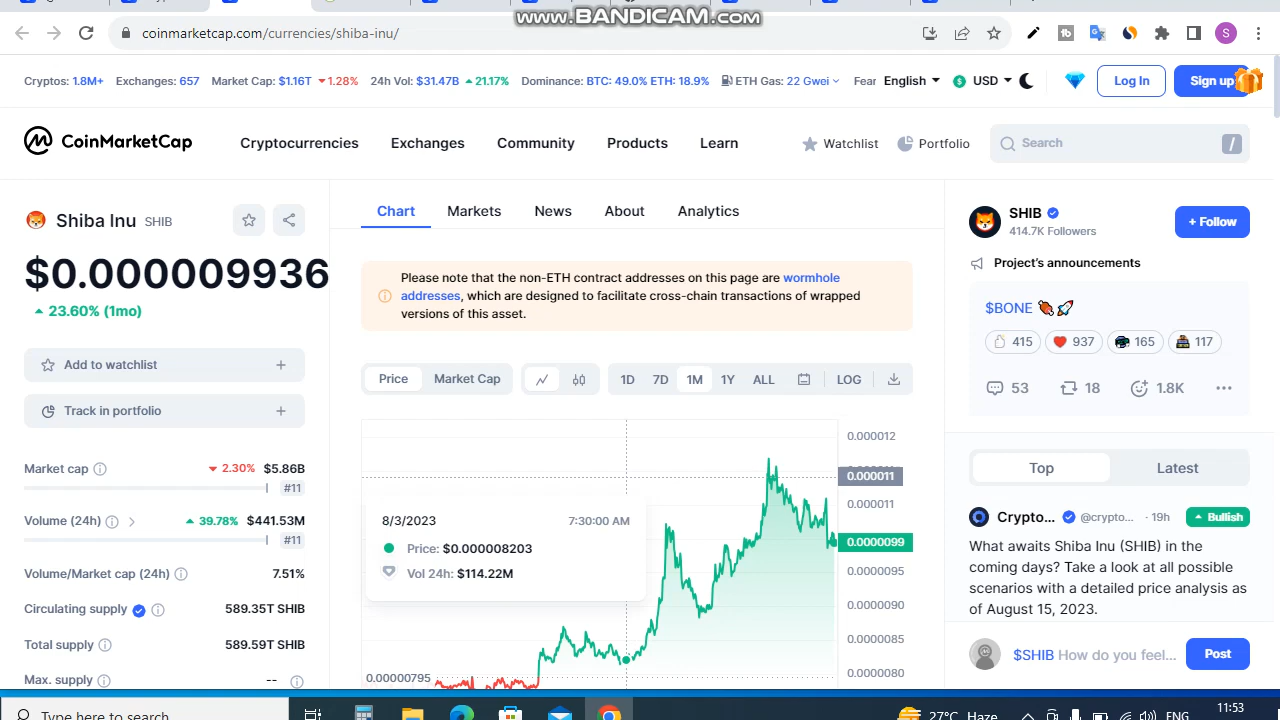 www.BANDICAM.com
coinmarketcap.com/currencies/shiba-inu/
S
Cryptos: 1.8M+ Exchanges: 657 Market Cap: $1.16T 1.28% 24h Vol: $31.47B 21.17% Dominance: BTC: 49.0% ETH: 18.9% ETH Gas: 22 Gwei Fear English USD Log In Sign up
CoinMarketCap Cryptocurrencies Exchanges Community Products Learn Watchlist Portfolio Search /
Shiba Inu SHIB
$0.000009936
23.60% (1mo)
Add to watchlist +
Track in portfolio +
Market cap 2.30% $5.86B
#11
Volume (24h) 39.78% $441.53M
#11
Volume/Market cap (24h) 7.51%
Circulating supply 589.35T SHIB
Total supply 589.59T SHIB
Max. supply --
Chart Markets News About Analytics
Please note that the non-ETH contract addresses on this page are wormhole
addresses, which are designed to facilitate cross-chain transactions of wrapped
versions of this asset.
Price Market Cap 1D 7D 1M 1Y ALL LOG
0.000012
0.000011
0.000011
0.0000099
0.0000095
0.0000090
0.0000085
0.0000080
8/3/2023 7:30:00 AM
Price: $0.000008203
Vol 24h: $114.22M
0.00000795
SHIB
414.7K Followers
+ Follow
Project's announcements
$BONE
415 937 165 117
53 18 1.8K
Top Latest
Crypto... @crypto... · 19h Bullish
What awaits Shiba Inu (SHIB) in the
coming days? Take a look at all possible
scenarios with a detailed price analysis as
of August 15, 2023.
$SHIB How do you feel... Post
Type here to search
27°C Haze ENG 11:53